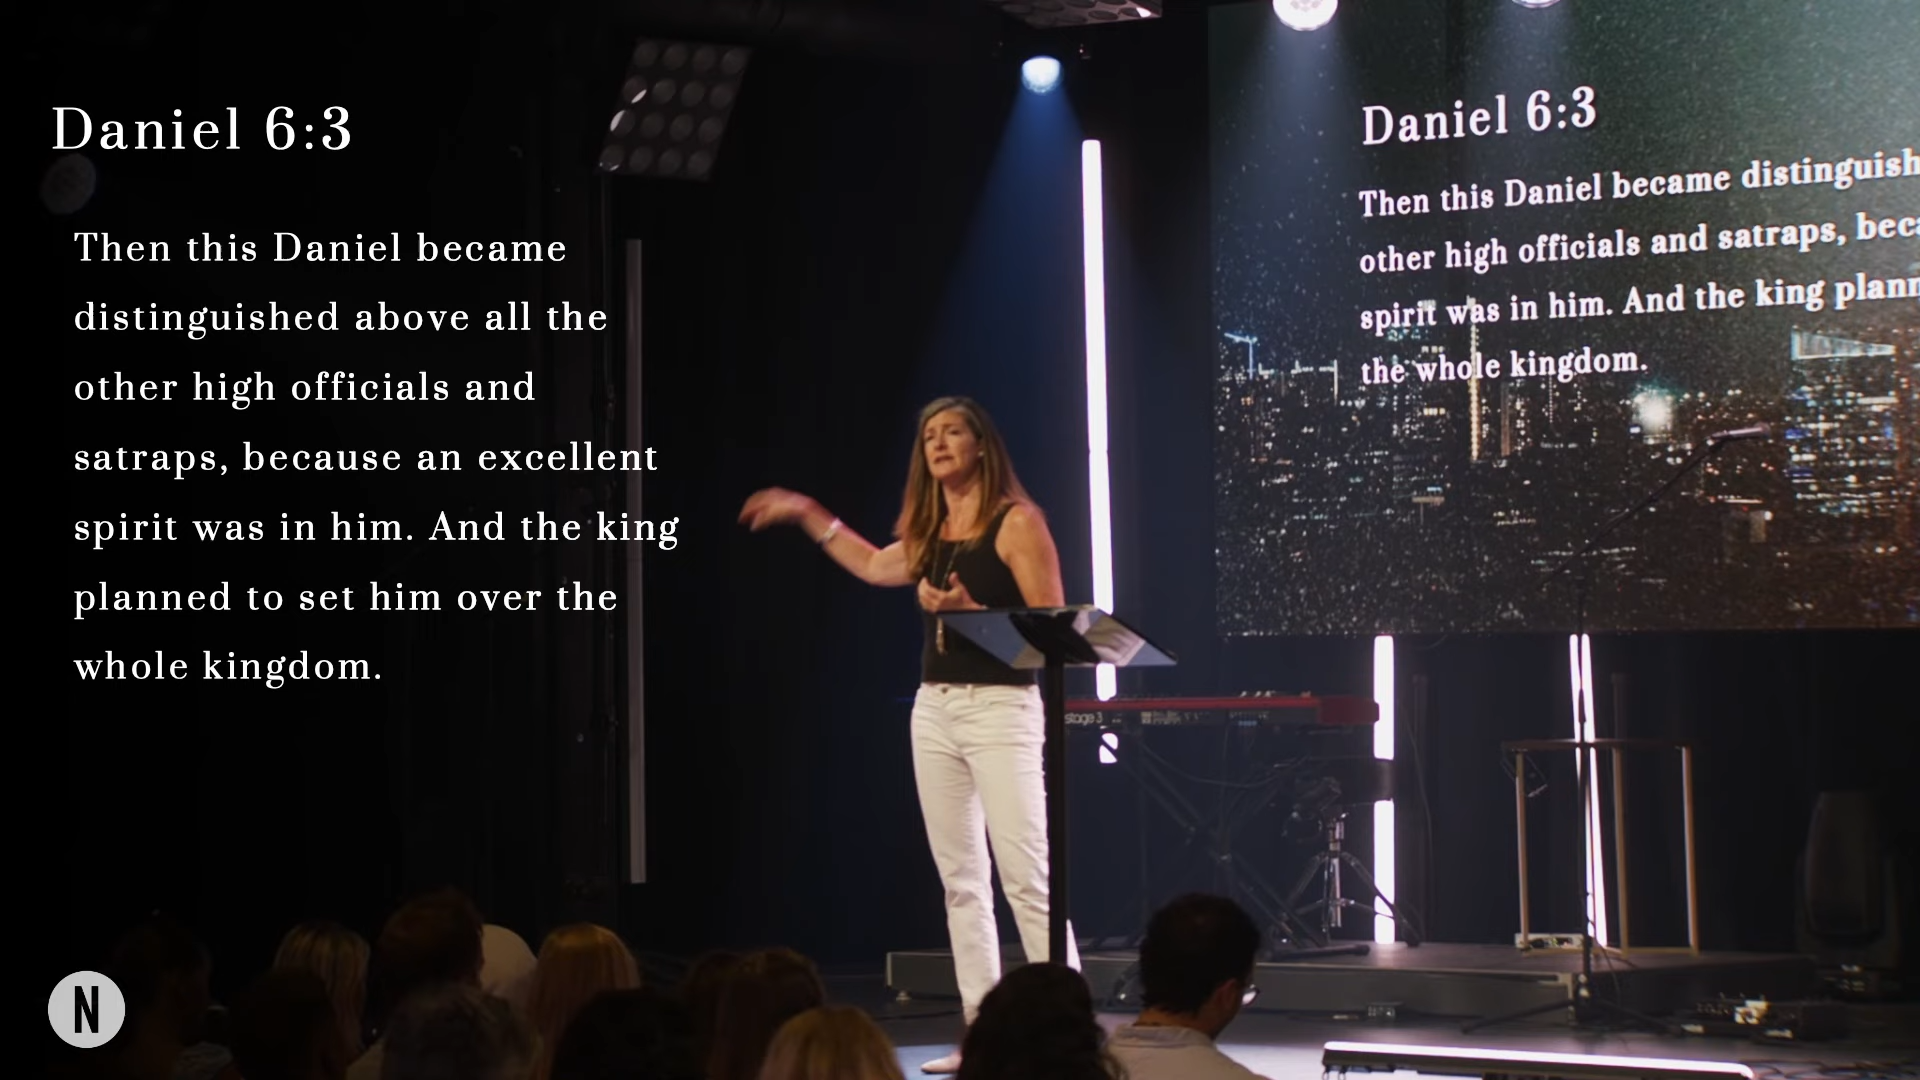 Daniel 6:3
Then this Daniel became
distinguished above all the
other high officials and
satraps, because an excellent
spirit was in him. And the king
planned to set him over the
whole kingdom.
Daniel 6:3
Then this Daniel became distinguish
other high officials and satraps, beca
spirit was in him. And the king plann
the whole kingdom.
stage 3
N